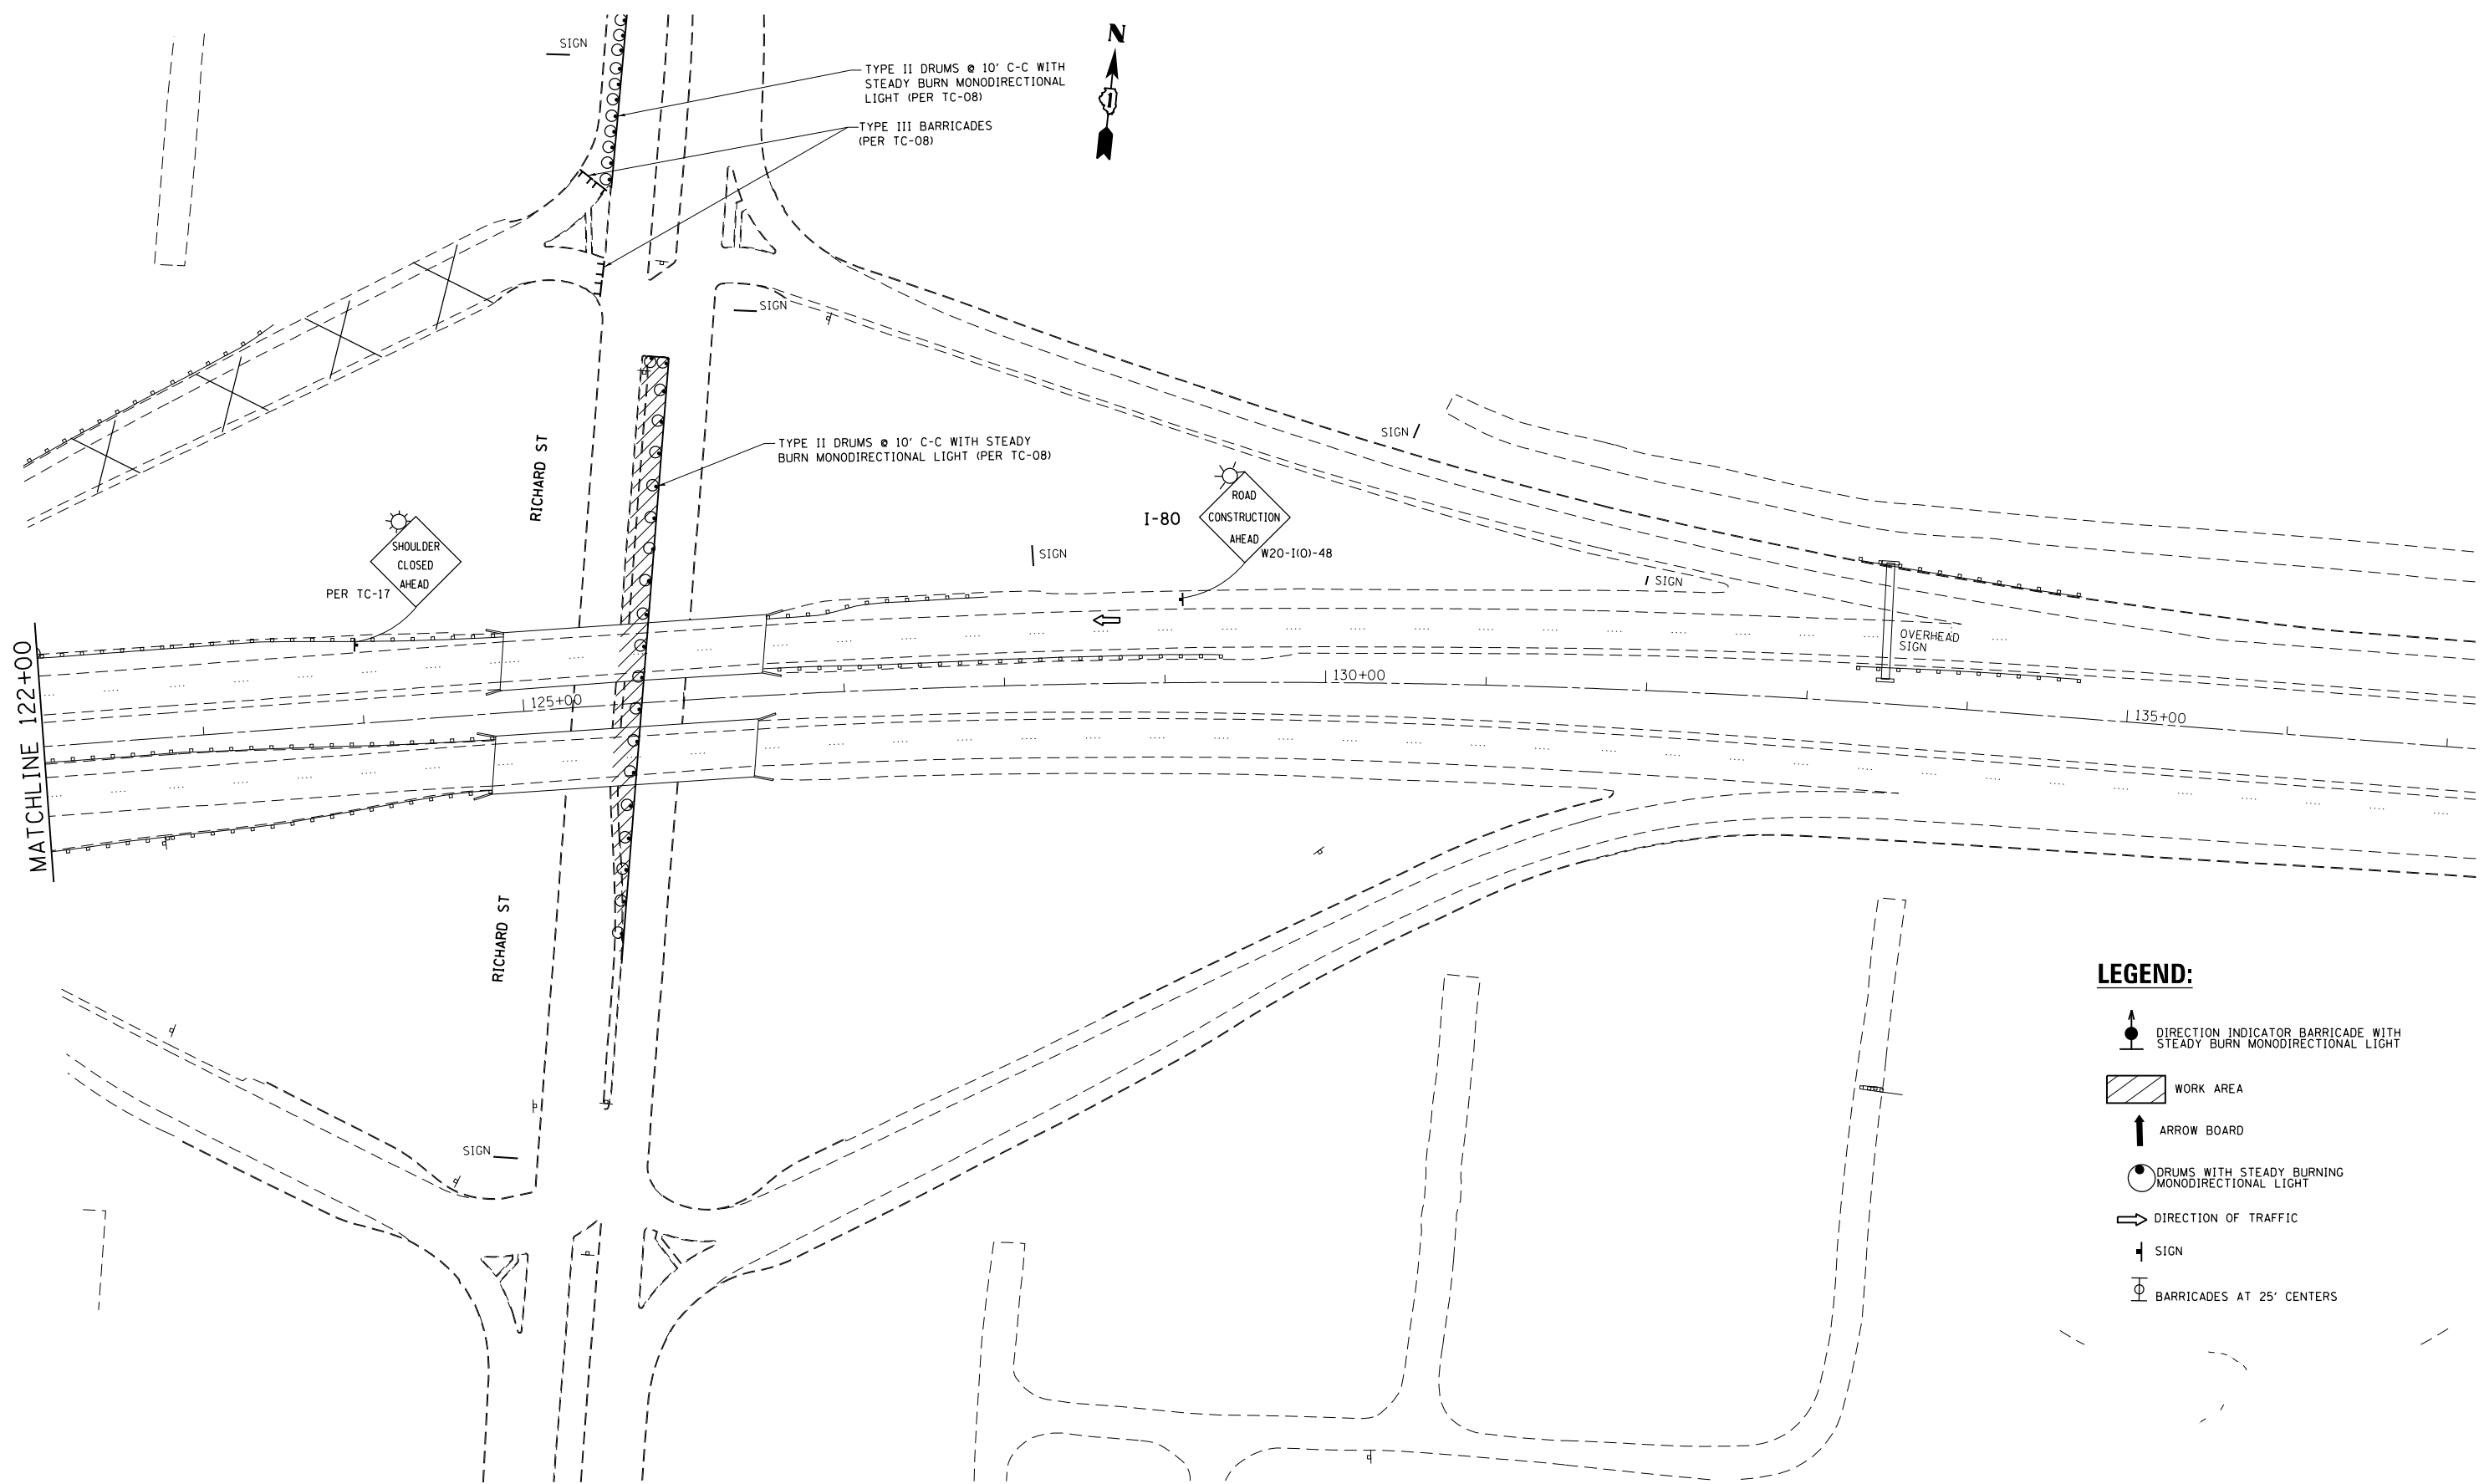 SIGN
N
1
TYPE II DRUMS @ 10' C-C WITH
STEADY BURN MONODIRECTIONAL
LIGHT (PER TC-08)
TYPE III BARRICADES
(PER TC-08)
SIGN
SIGN
RICHARD ST
TYPE II DRUMS @ 10' C-C WITH STEADY
BURN MONODIRECTIONAL LIGHT (PER TC-08)
I-80
ROAD
CONSTRUCTION
AHEAD
W20-I(O)-48
SHOULDER
CLOSED
AHEAD
PER TC-17
SIGN
SIGN
OVERHEAD
SIGN
MATCHLINE 122+00
125+00
130+00
135+00
RICHARD ST
SIGN
LEGEND:
DIRECTION INDICATOR BARRICADE WITH
STEADY BURN MONODIRECTIONAL LIGHT
WORK AREA
ARROW BOARD
DRUMS WITH STEADY BURNING
MONODIRECTIONAL LIGHT
DIRECTION OF TRAFFIC
SIGN
BARRICADES AT 25' CENTERS